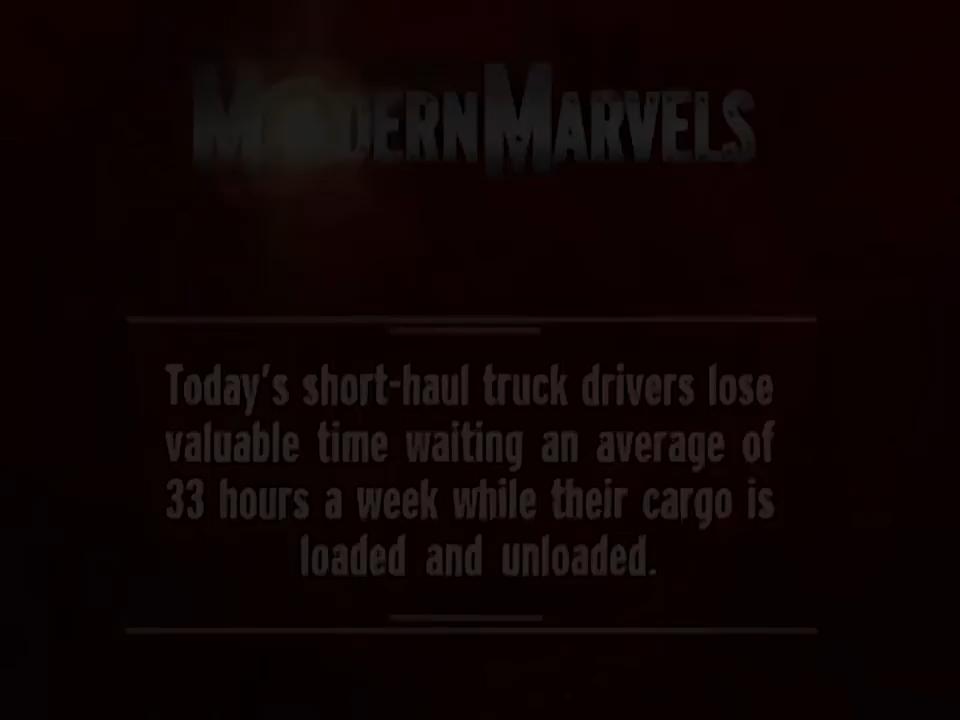 MODERN MARVELS
Today's short-haul truck drivers lose
valuable time waiting an average of
33 hours a week while their cargo is
loaded and unloaded.